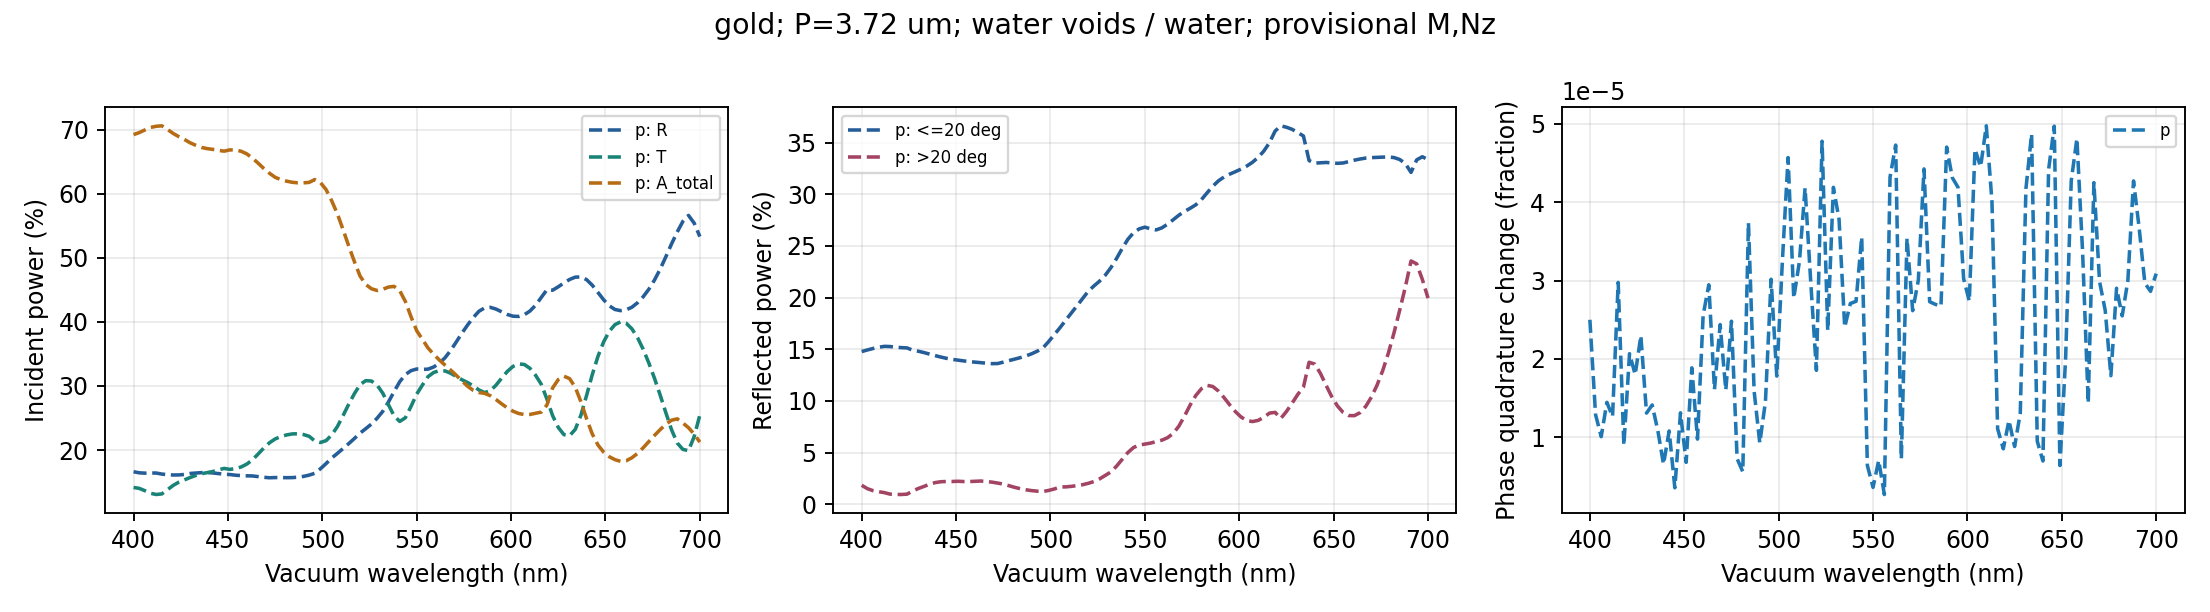 gold; P=3.72 um; water voids / water; provisional M,Nz
Incident power (%)
70
60
50
40
30
20
p: R
p: T
p: A_total
400 450 500 550 600 650 700
Vacuum wavelength (nm)
Reflected power (%)
35
30
25
20
15
10
5
0
p: <=20 deg
p: >20 deg
400 450 500 550 600 650 700
Vacuum wavelength (nm)
Phase quadrature change (fraction)
1e−5
5
4
3
2
1
p
400 450 500 550 600 650 700
Vacuum wavelength (nm)